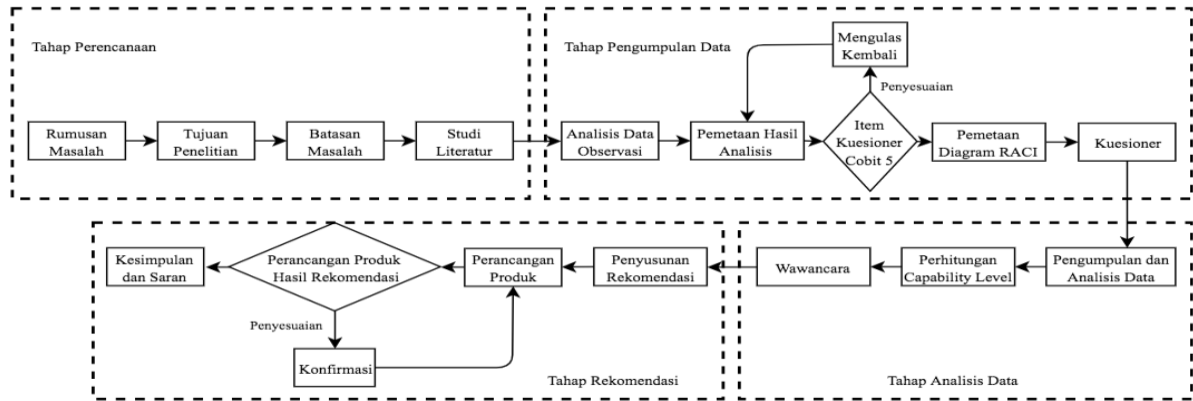 Tahap Perencanaan
Rumusan
Masalah
Tujuan
Penelitian
Batasan
Masalah
Studi
Literatur
Tahap Pengumpulan Data
Mengulas
Kembali
Penyesuaian
Analisis Data
Observasi
Pemetaan Hasil
Analisis
Item
Kuesioner
Cobit 5
Pemetaan
Diagram RACI
Kuesioner
Pengumpulan dan
Analisis Data
Perhitungan
Capability Level
Wawancara
Tahap Analisis Data
Penyusunan
Rekomendasi
Perancangan
Produk
Perancangan Produk
Hasil Rekomendasi
Penyesuaian
Konfirmasi
Kesimpulan
dan Saran
Tahap Rekomendasi